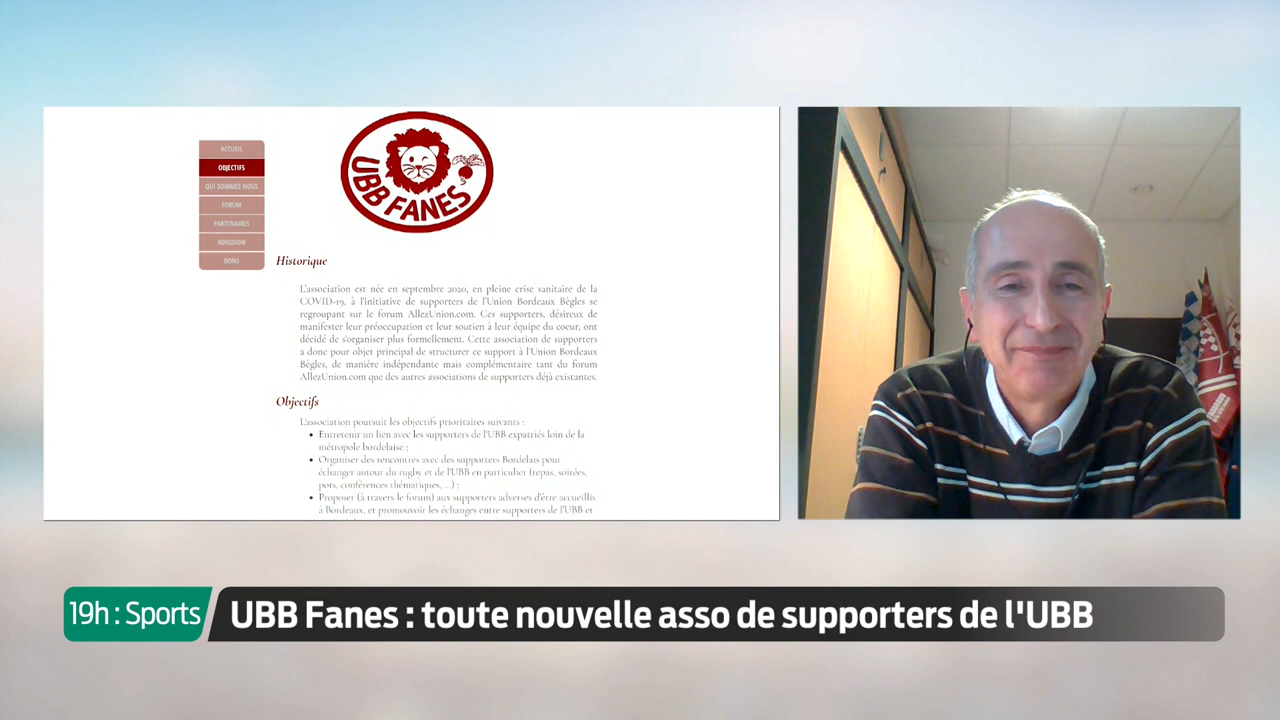 UBB FANES
ACCUEIL
OBJECTIFS
QUI SOMMES NOUS
FORUM
PARTENAIRES
ADHESION
DONS
Historique
L'association est née en septembre 2020, en pleine crise sanitaire de la
COVID-19, à l'initiative de supporters de l'Union Bordeaux Bègles se
regroupant sur le forum AllezUnion.com. Ces supporters, désireux de
manifester leur préoccupation et leur soutien à leur équipe du coeur, ont
décidé de s'organiser plus formellement. Cette association de supporters
a donc pour objet principal de structurer ce support à l'Union Bordeaux
Bègles, de manière indépendante mais complémentaire tant du forum
AllezUnion.com que des autres associations de supporters déjà existantes.
Objectifs
L'association poursuit les objectifs prioritaires suivants :
• Entretenir un lien avec les supporters de l'UBB expatriés loin de la
métropole bordelaise ;
• Organiser des rencontres avec des supporters Bordelais pour
échanger autour du rugby et de l'UBB en particulier (repas, soirées,
pots, conférences thématiques, ...) ;
• Proposer (à travers le forum) aux supporters adverses d'être accueillis
à Bordeaux, et promouvoir les échanges entre supporters de l'UBB et
19h : Sports
UBB Fanes : toute nouvelle asso de supporters de l'UBB